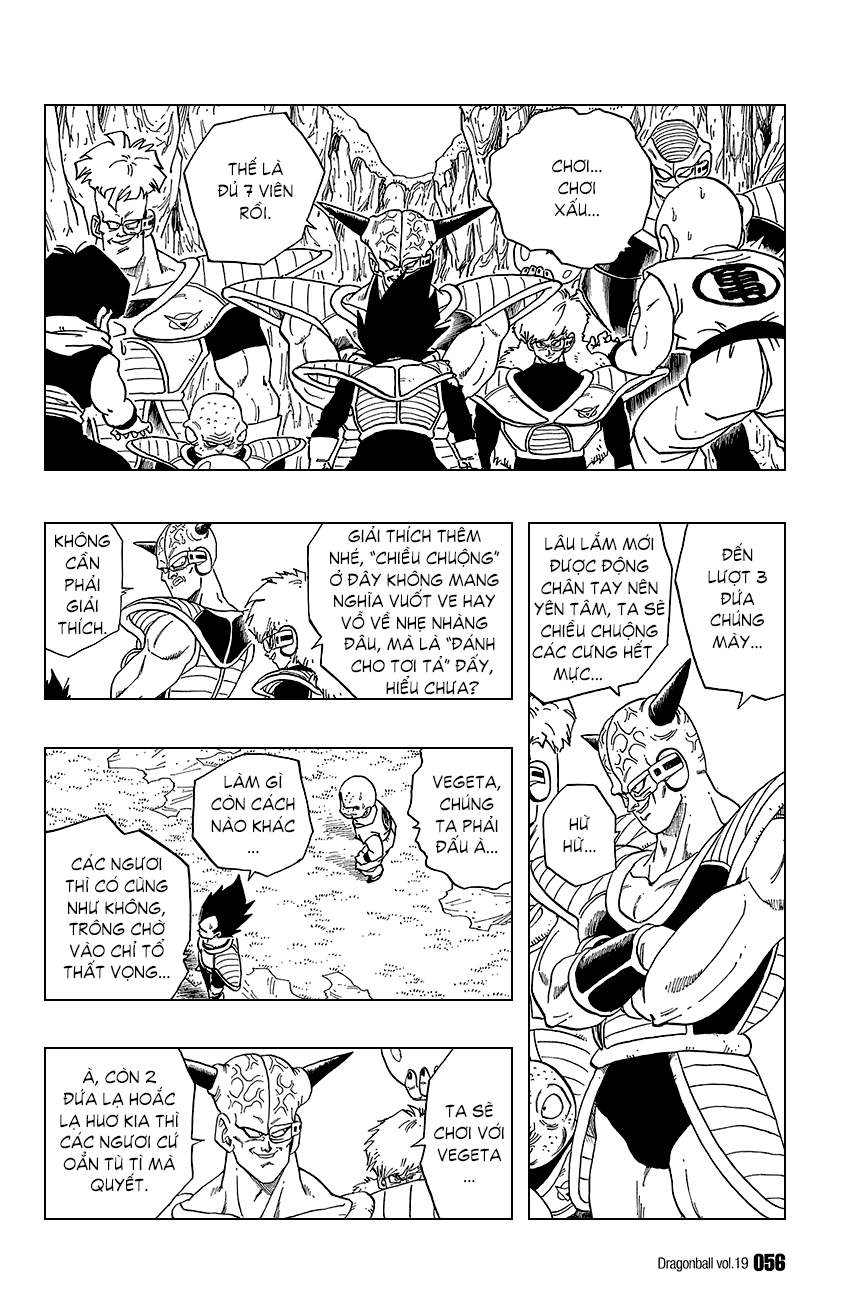 CHƠI...
CHƠI
XẤU...
THẾ LÀ
ĐỦ 7 VIÊN
RỒI.
亀
ĐẾN
LƯỢT 3
ĐỨA
CHÚNG
MÀY...
LÂU LẮM MỚI
ĐƯỢC ĐỘNG
CHÂN TAY NÊN
YÊN TÂM, TA SẼ
CHIỀU CHUỘNG
CÁC CƯNG HẾT
MỰC...
HỪ
HỪ...
GIẢI THÍCH THÊM
NHÉ, “CHIỀU CHUỘNG”
Ở ĐÂY KHÔNG MANG
NGHĨA VUỐT VE HAY
VỖ VỀ NHẸ NHÀNG
ĐÂU, MÀ LÀ “ĐÁNH
CHO TƠI TẢ” ĐẤY,
HIỂU CHƯA?
KHÔNG
CẦN
PHẢI
GIẢI
THÍCH.
VEGETA,
CHÚNG
TA PHẢI
ĐẤU À...
LÀM GÌ
CÒN CÁCH
NÀO KHÁC
...
CÁC NGƯƠI
THÌ CÓ CŨNG
NHƯ KHÔNG,
TRÔNG CHỜ
VÀO CHỈ TỔ
THẤT VỌNG...
TA SẼ
CHƠI VỚI
VEGETA
...
À, CÒN 2
ĐỨA LẠ HOẮC
LẠ HUƠ KIA THÌ
CÁC NGƯƠI CỨ
OẲN TÙ TÌ MÀ
QUYẾT.
Dragonball vol.19 056